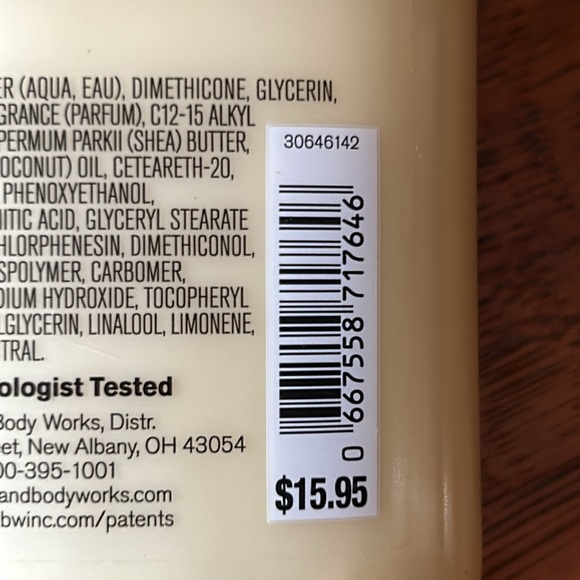 ER (AQUA, EAU), DIMETHICONE, GLYCERIN,
GRANCE (PARFUM), C12-15 ALKYL
PERMUM PARKII (SHEA) BUTTER,
OCONUT) OIL, CETEARETH-20,
PHENOXYETHANOL,
ITIC ACID, GLYCERYL STEARATE
HLORPHENESIN, DIMETHICONOL,
SPOLYMER, CARBOMER,
DIUM HYDROXIDE, TOCOPHERYL
LGLYCERIN, LINALOOL, LIMONENE,
TRAL.
ologist Tested
Body Works, Distr.
eet, New Albany, OH 43054
00-395-1001
andbodyworks.com
bwinc.com/patents
30646142
0 667558 717646
$15.95